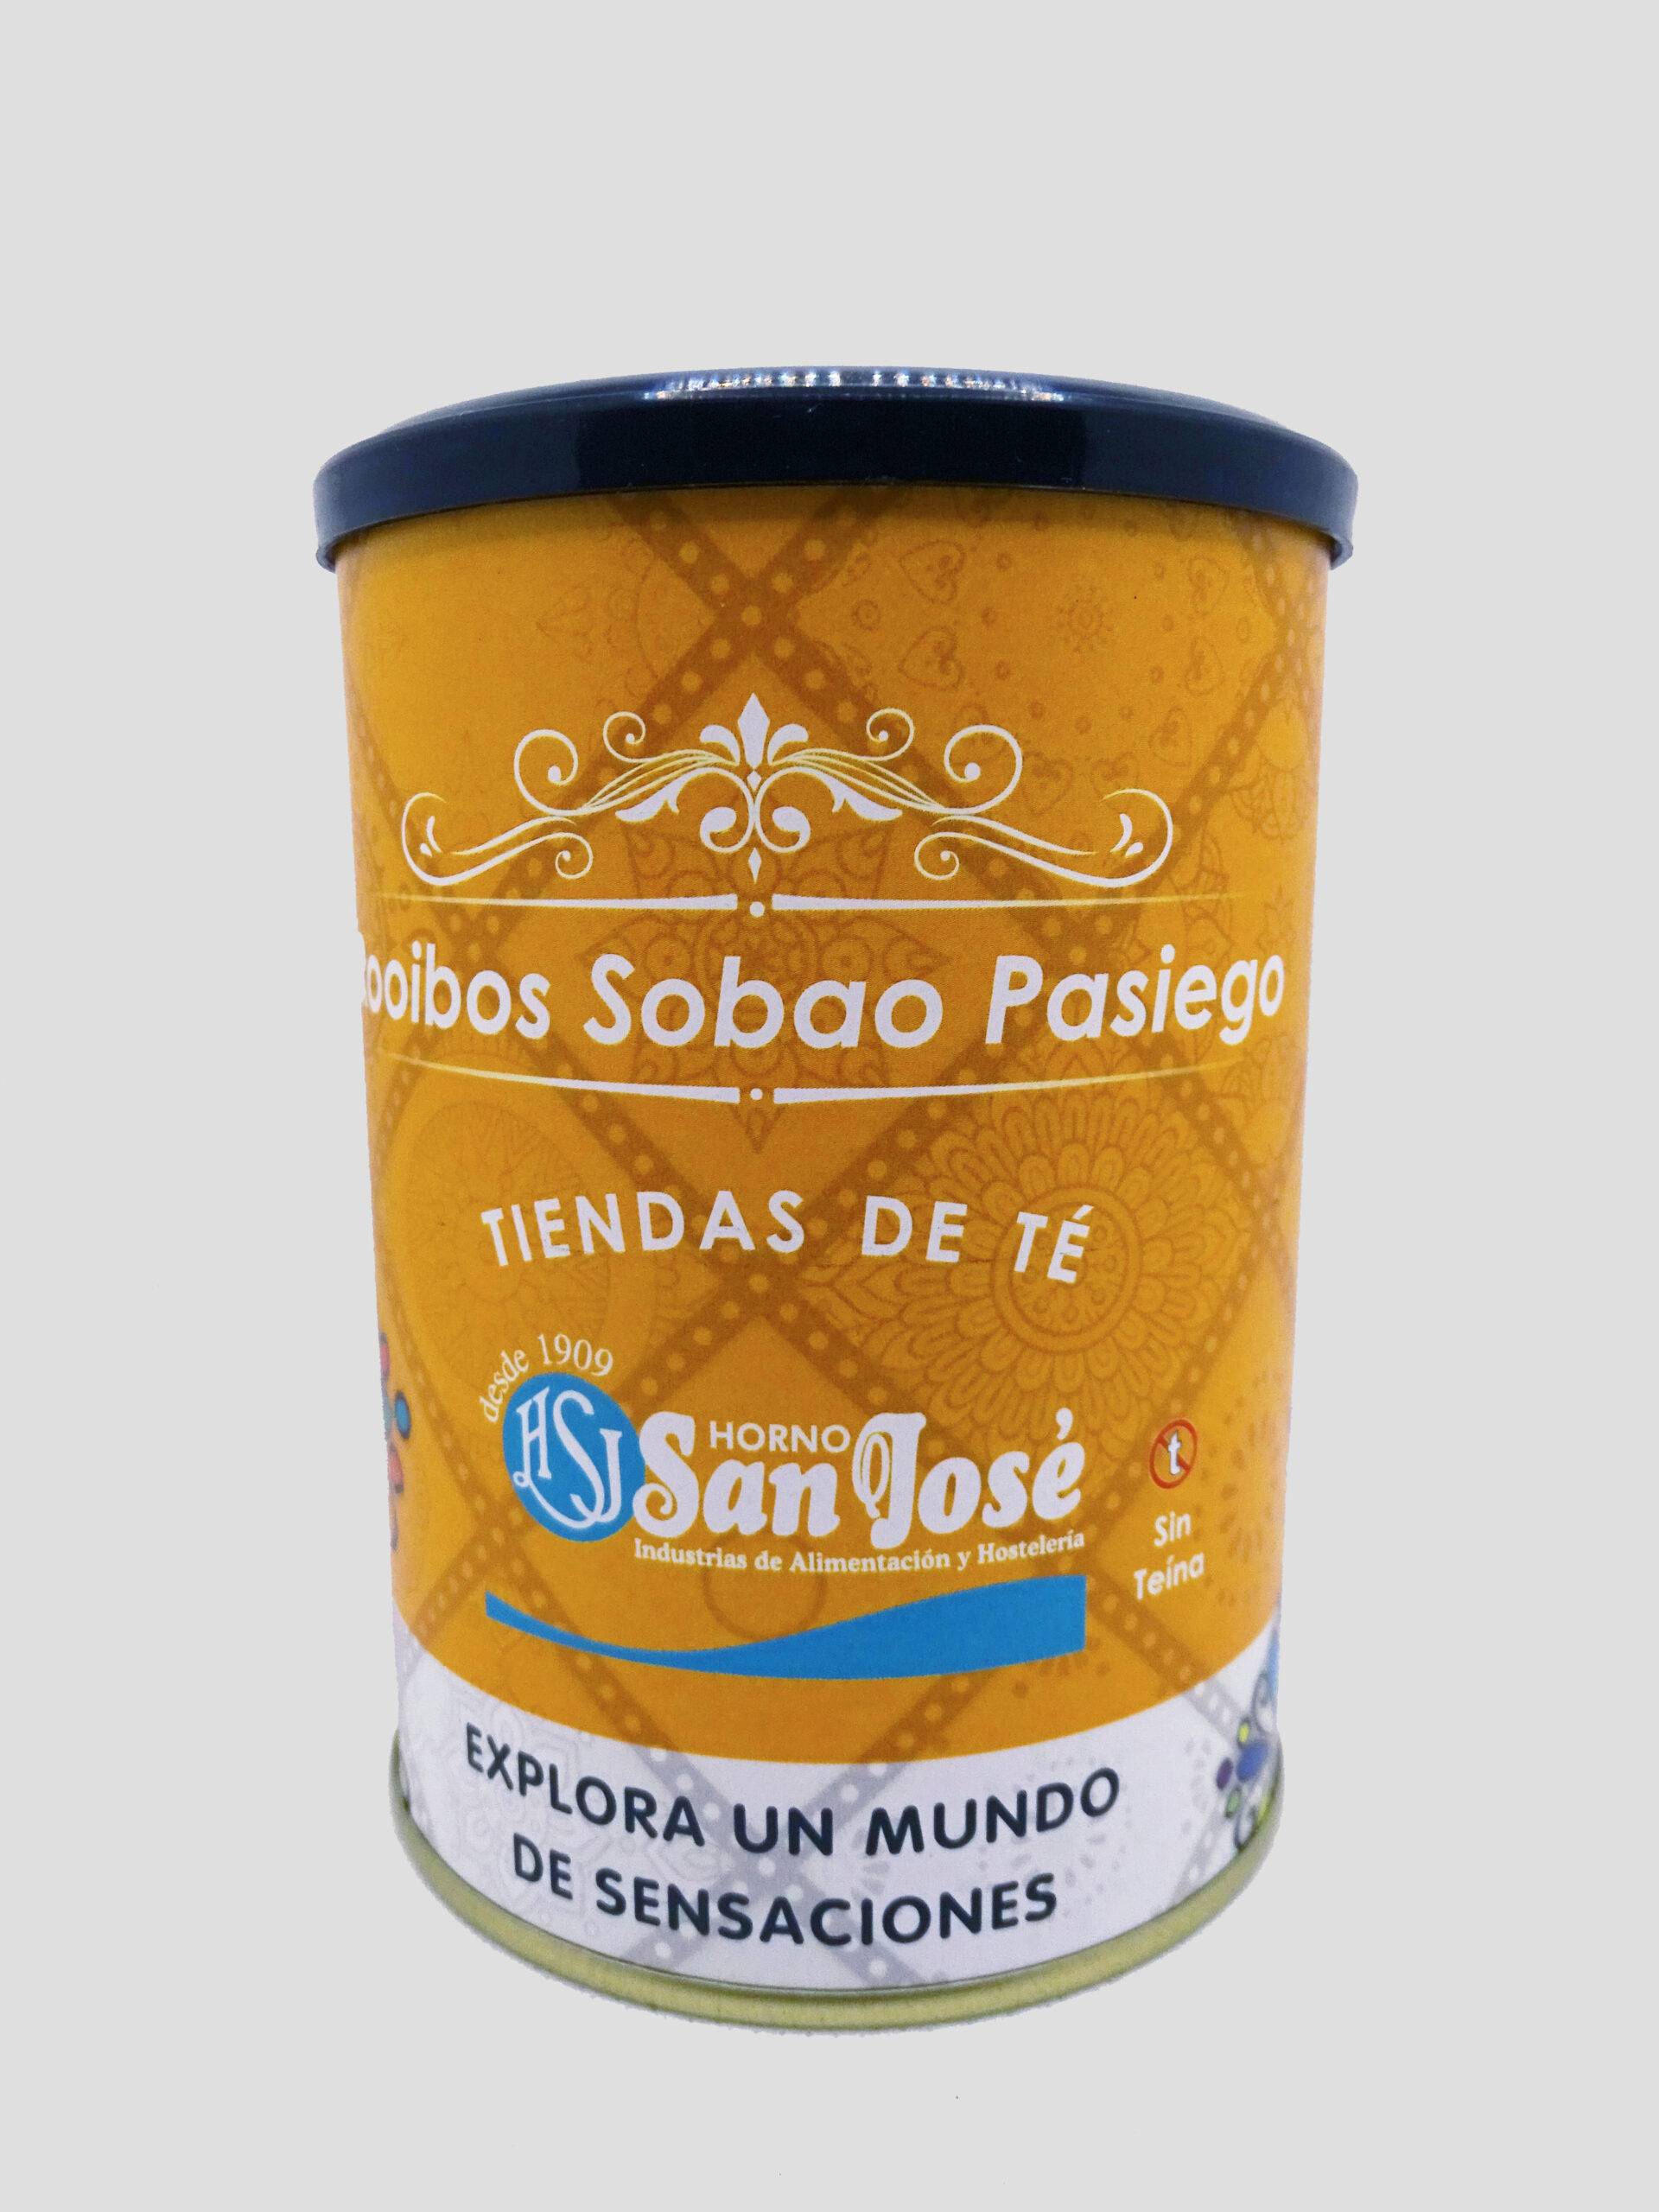 Rooibos Sobao Pasiego
TIENDAS DE TÉ
desde 1909
HSJ
HORNO
San José
Industrias de Alimentación y Hostelería
t
Sin
Teína
EXPLORA UN MUNDO
DE SENSACIONES